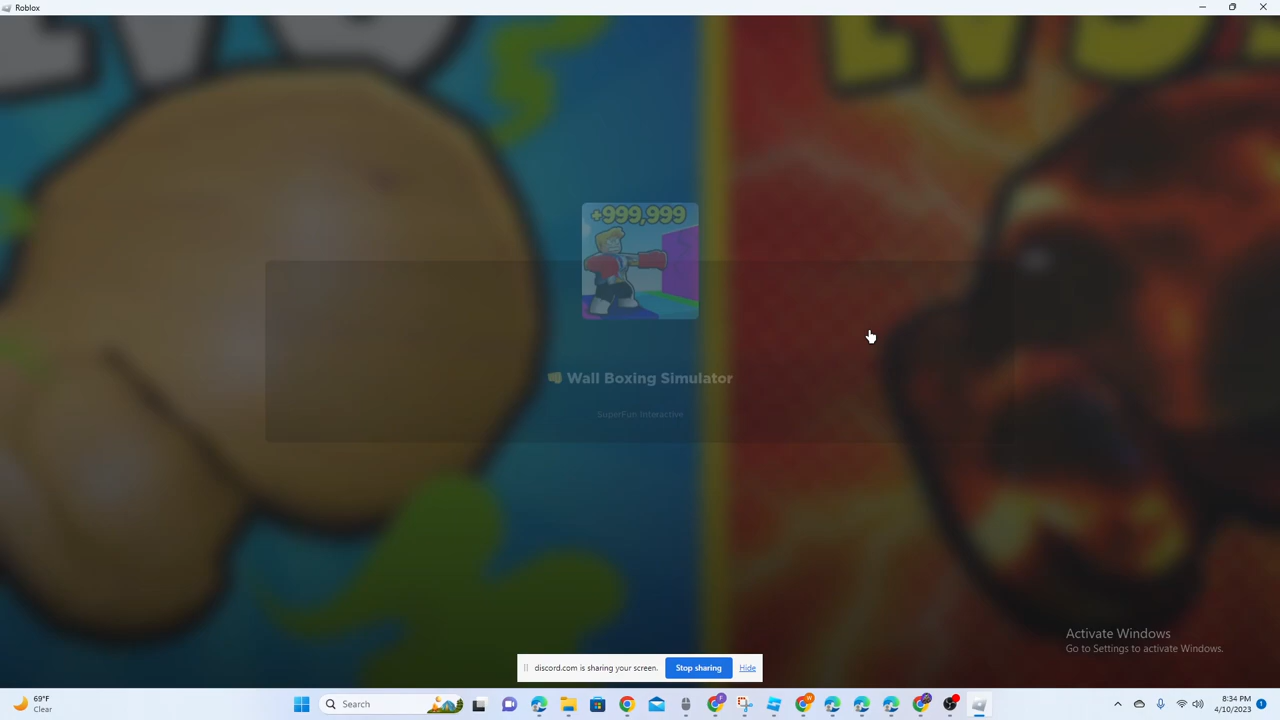 Roblox
+999,999
👊 Wall Boxing Simulator
SuperFun Interactive
Activate Windows
Go to Settings to activate Windows.
discord.com is sharing your screen.
Stop sharing
Hide
69°F
Clear
Search
8:34 PM
4/10/2023
1